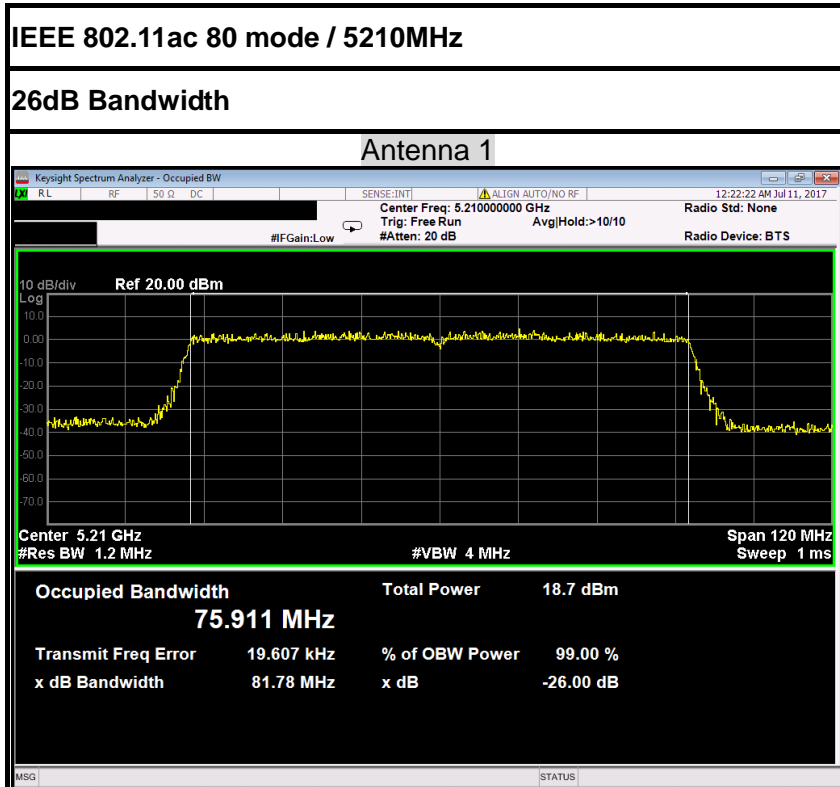 IEEE 802.11ac 80 mode / 5210MHz
26dB Bandwidth
Antenna 1
Keysight Spectrum Analyzer - Occupied BW
LXI RL RF 50 Ω DC SENSE:INT ALIGN AUTO/NO RF 12:22:22 AM Jul 11, 2017
Center Freq: 5.210000000 GHz Radio Std: None
Trig: Free Run Avg|Hold:>10/10
#IFGain:Low #Atten: 20 dB Radio Device: BTS
10 dB/div Ref 20.00 dBm
Log
10.0
0.00
-10.0
-20.0
-30.0
-40.0
-50.0
-60.0
-70.0
Center 5.21 GHz Span 120 MHz
#Res BW 1.2 MHz #VBW 4 MHz Sweep 1 ms
Occupied Bandwidth Total Power 18.7 dBm
75.911 MHz
Transmit Freq Error 19.607 kHz % of OBW Power 99.00 %
x dB Bandwidth 81.78 MHz x dB -26.00 dB
MSG STATUS